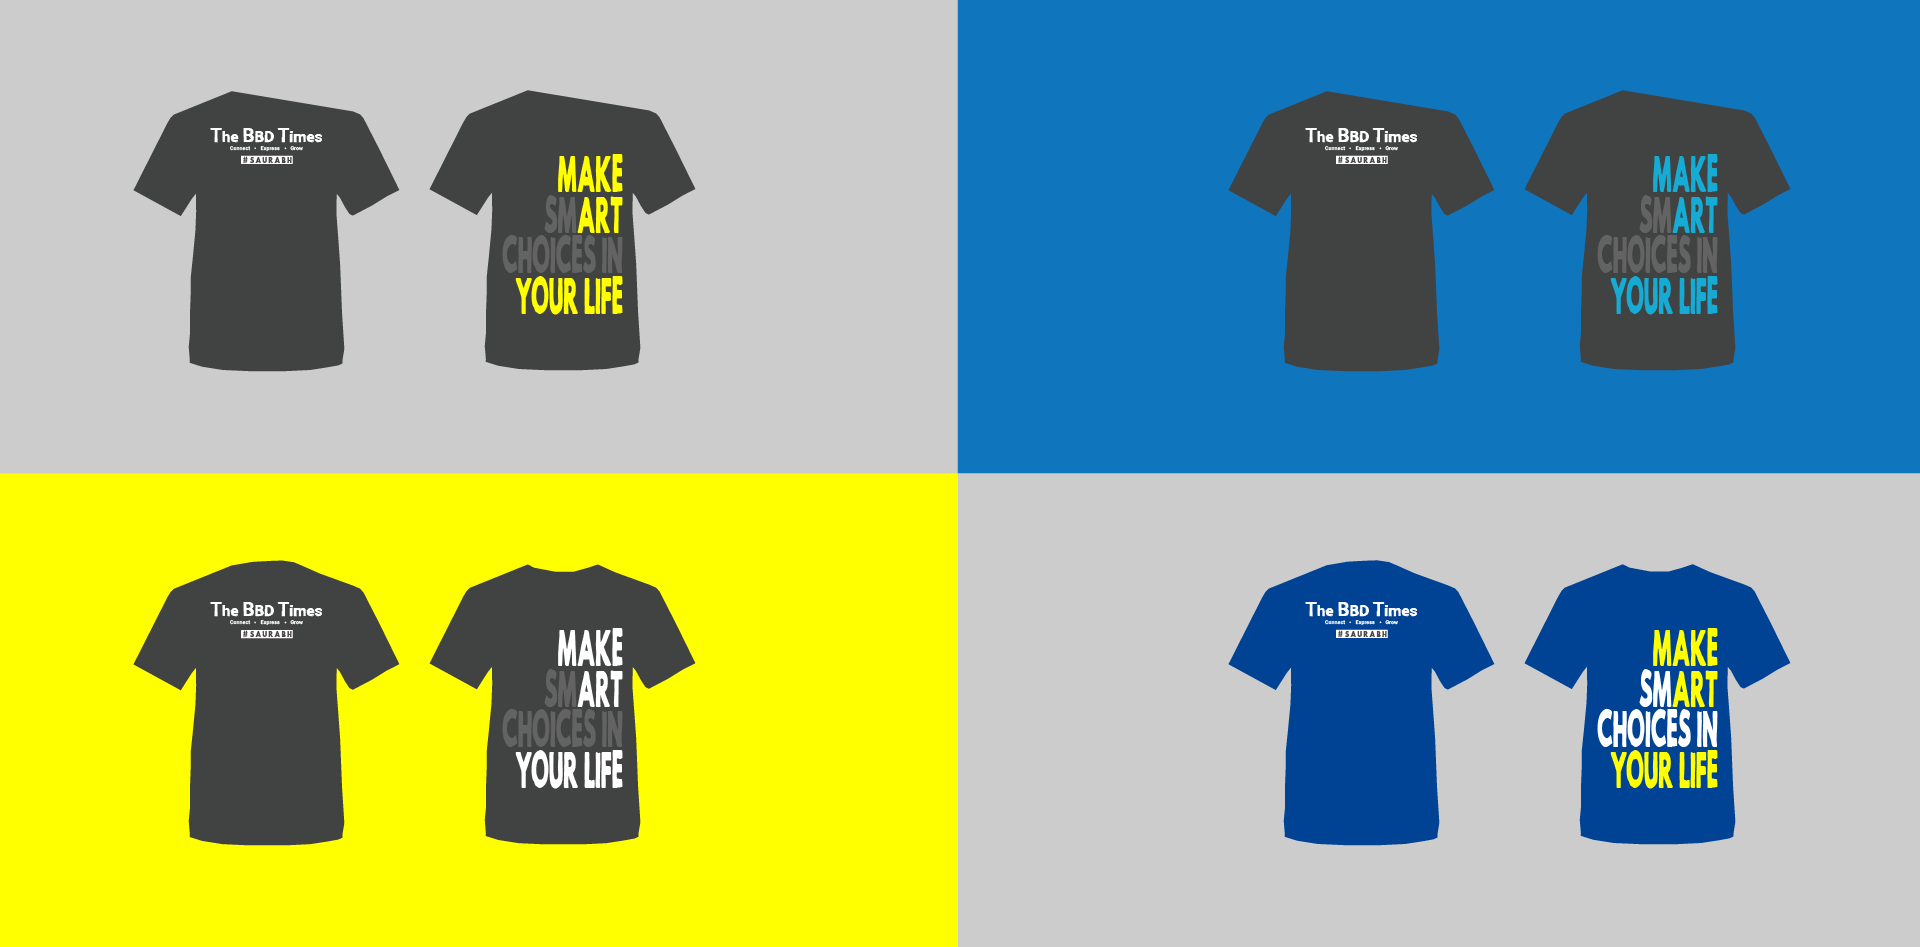 The BBD Times
Connect • Express • Grow
#SAURABH
MAKE
SMART
CHOICES IN
YOUR LIFE
The BBD Times
Connect • Express • Grow
#SAURABH
MAKE
SMART
CHOICES IN
YOUR LIFE
The BBD Times
Connect • Express • Grow
#SAURABH
MAKE
SMART
CHOICES IN
YOUR LIFE
The BBD Times
Connect • Express • Grow
#SAURABH
MAKE
SMART
CHOICES IN
YOUR LIFE